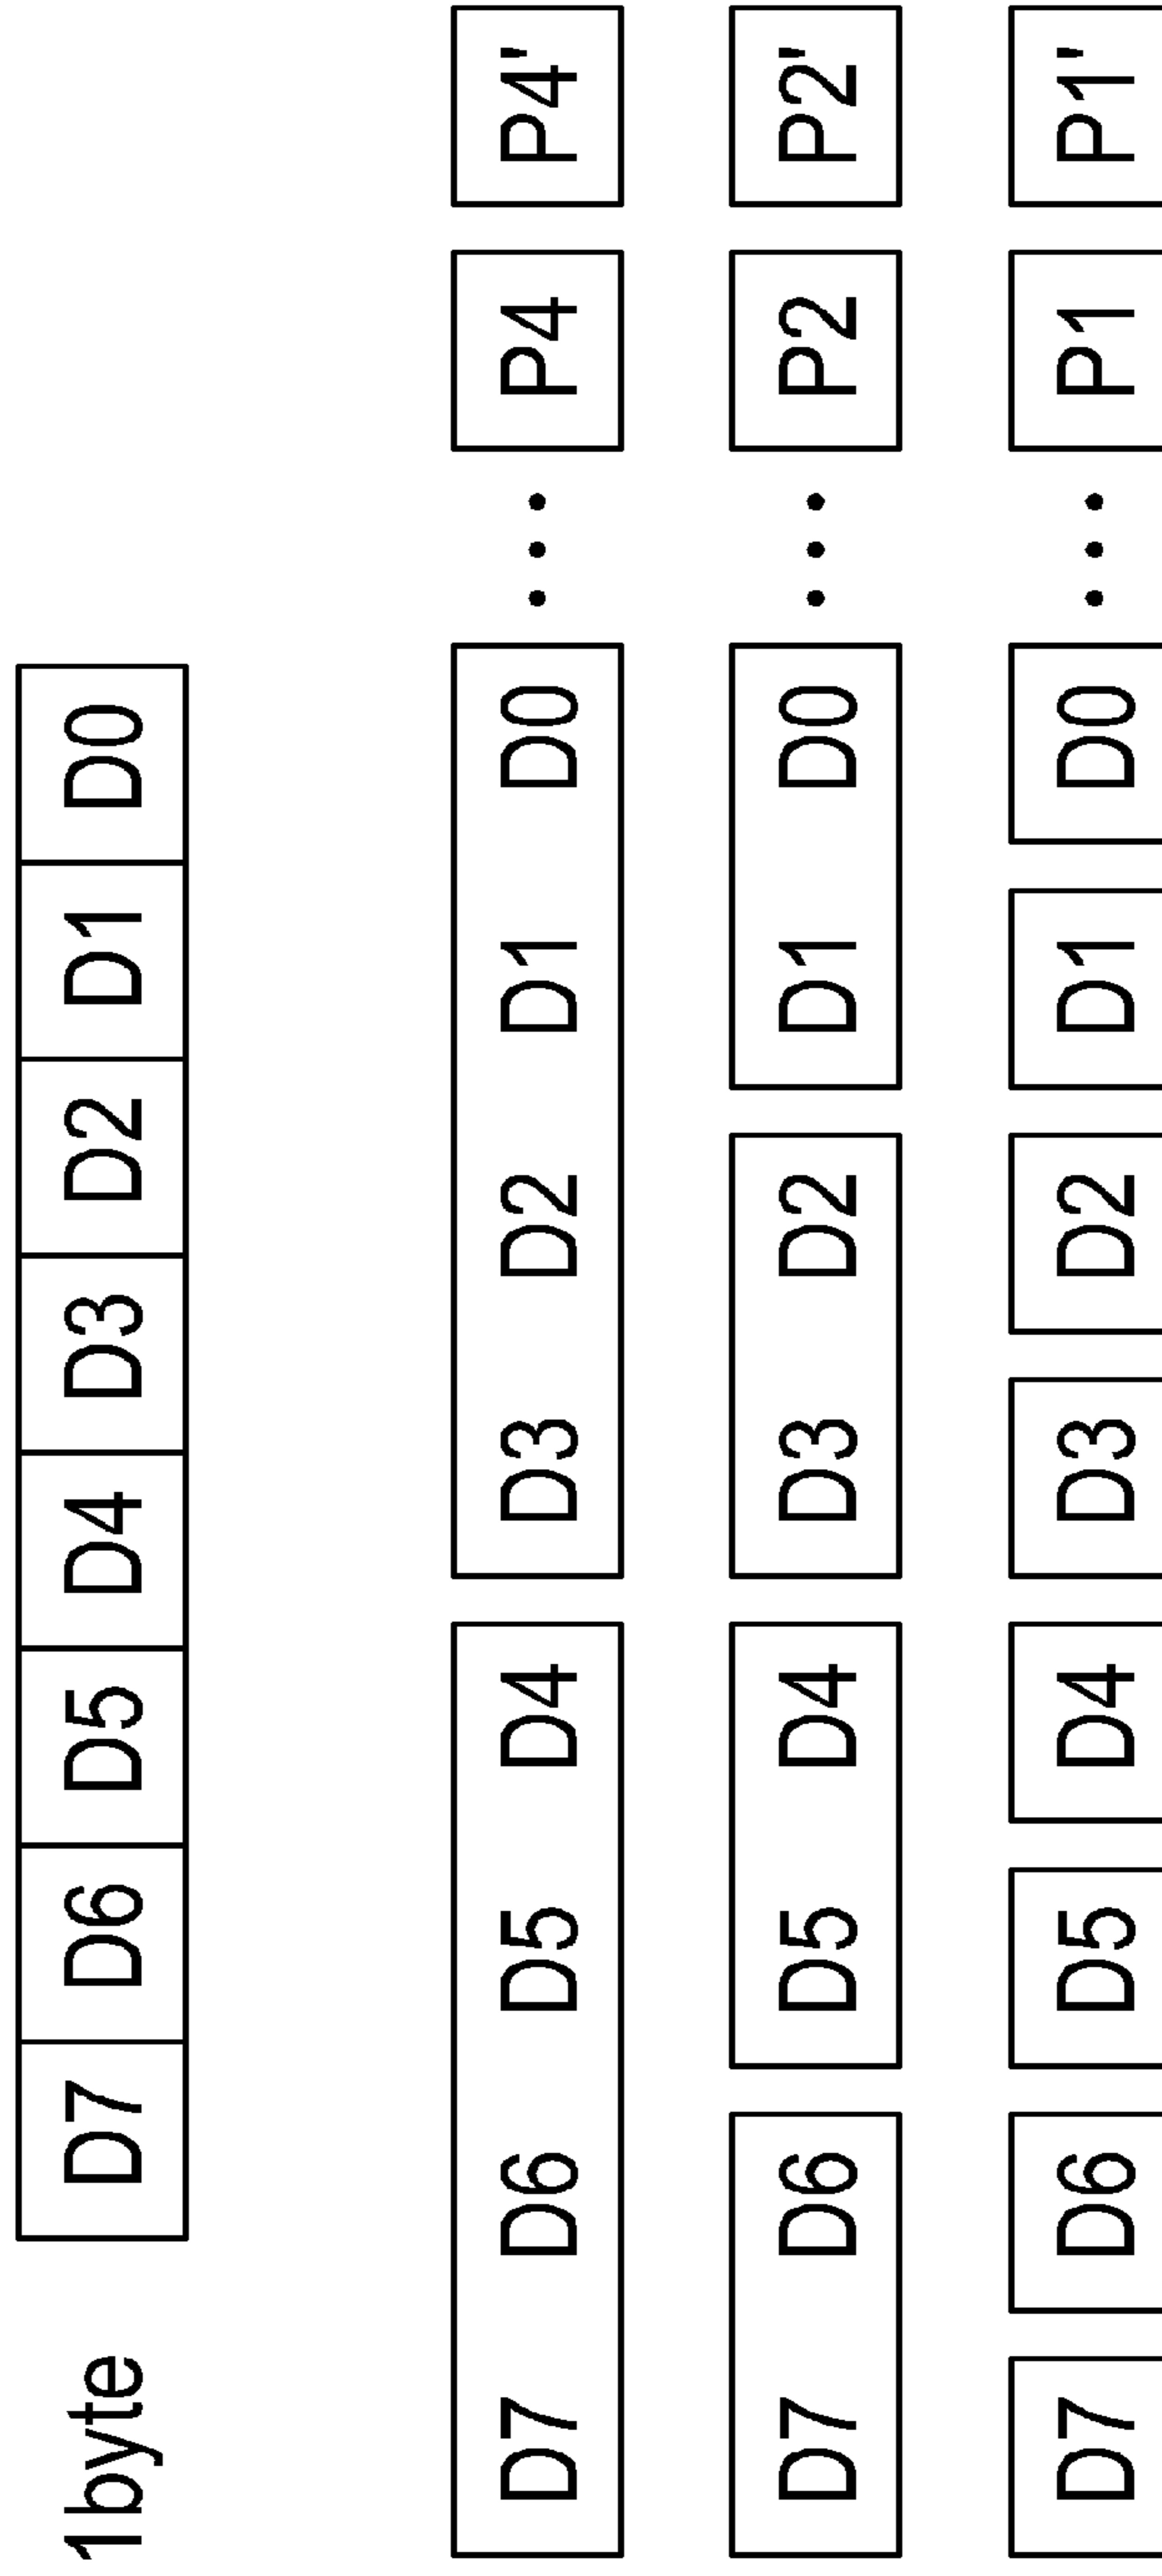 1byte D7 D6 D5 D4 D3 D2 D1 D0
D7 D6 D5 D4 D3 D2 D1 D0 ... P4 P4'
D7 D6 D5 D4 D3 D2 D1 D0 ... P2 P2'
D7 D6 D5 D4 D3 D2 D1 D0 ... P1 P1'